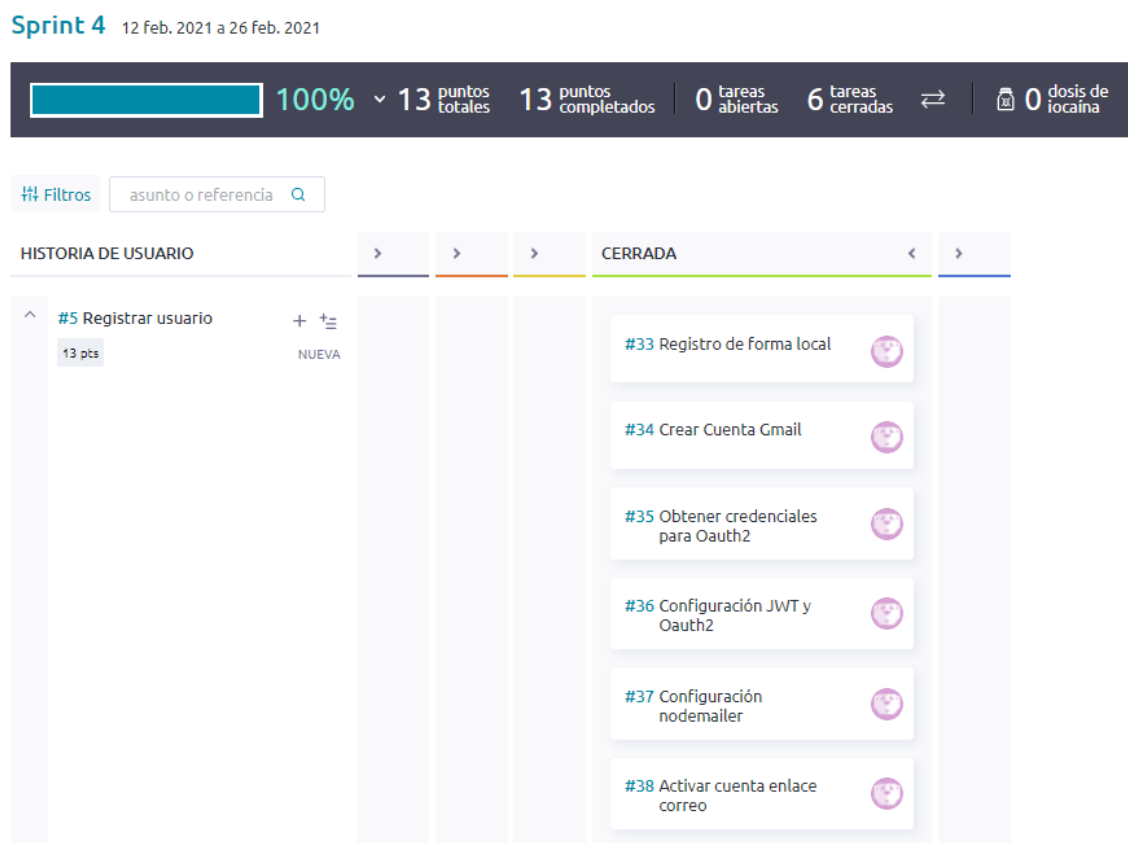 Sprint 4 12 feb. 2021 a 26 feb. 2021
100% 13 puntos totales 13 puntos completados 0 tareas abiertas 6 tareas cerradas 0 dosis de iocaína
Filtros asunto o referencia
HISTORIA DE USUARIO CERRADA
#5 Registrar usuario
13 pts NUEVA
#33 Registro de forma local
#34 Crear Cuenta Gmail
#35 Obtener credenciales
para Oauth2
#36 Configuración JWT y
Oauth2
#37 Configuración
nodemailer
#38 Activar cuenta enlace
correo